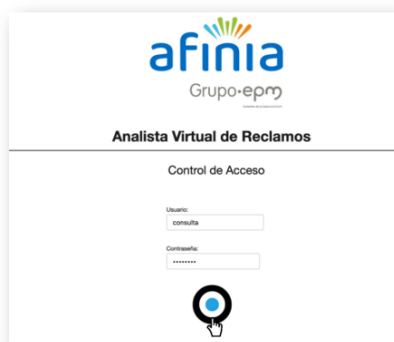 afinia
Grupo·epm
Analista Virtual de Reclamos
Control de Acceso
Usuario:
consulta
Contraseña:
••••••••